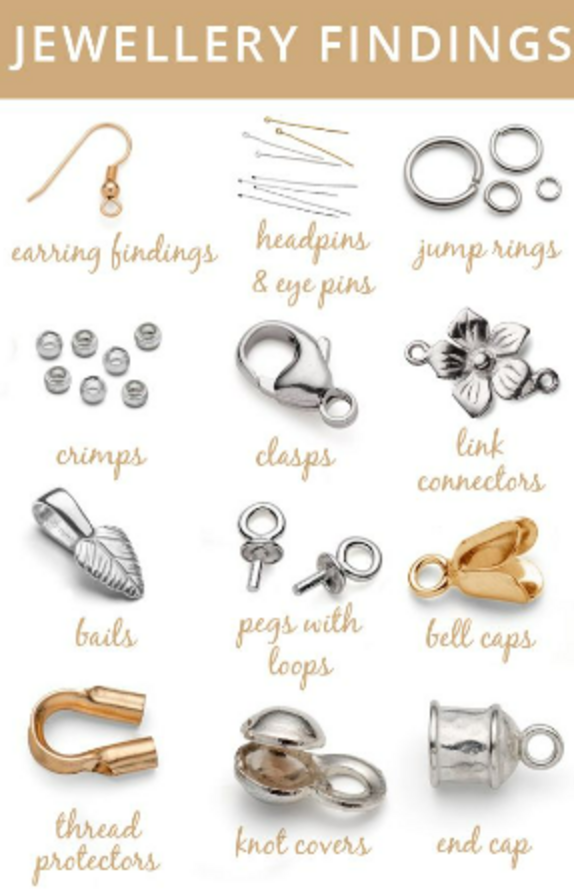 JEWELLERY FINDINGS
earring findings
headpins
& eye pins
jump rings
crimps
clasps
link
connectors
bails
pegs with
loops
bell caps
thread
protectors
knot covers
end cap